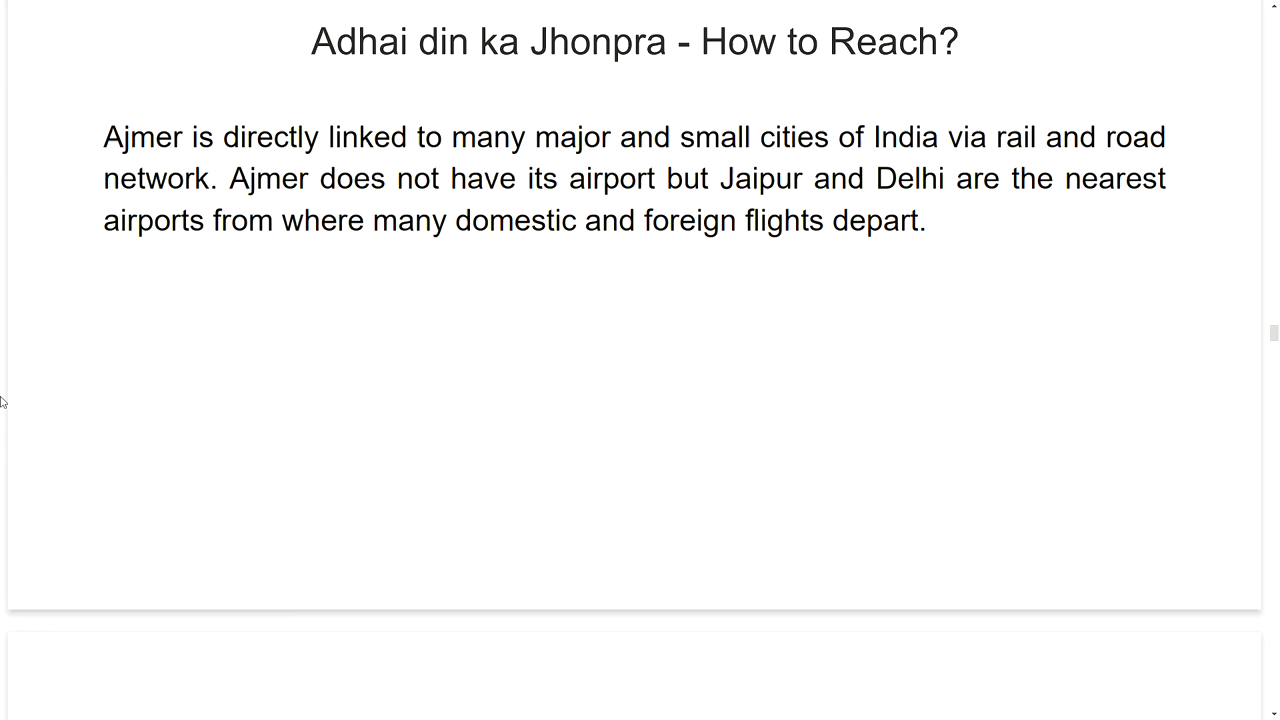 Adhai din ka Jhonpra - How to Reach?
Ajmer is directly linked to many major and small cities of India via rail and road
network. Ajmer does not have its airport but Jaipur and Delhi are the nearest
airports from where many domestic and foreign flights depart.